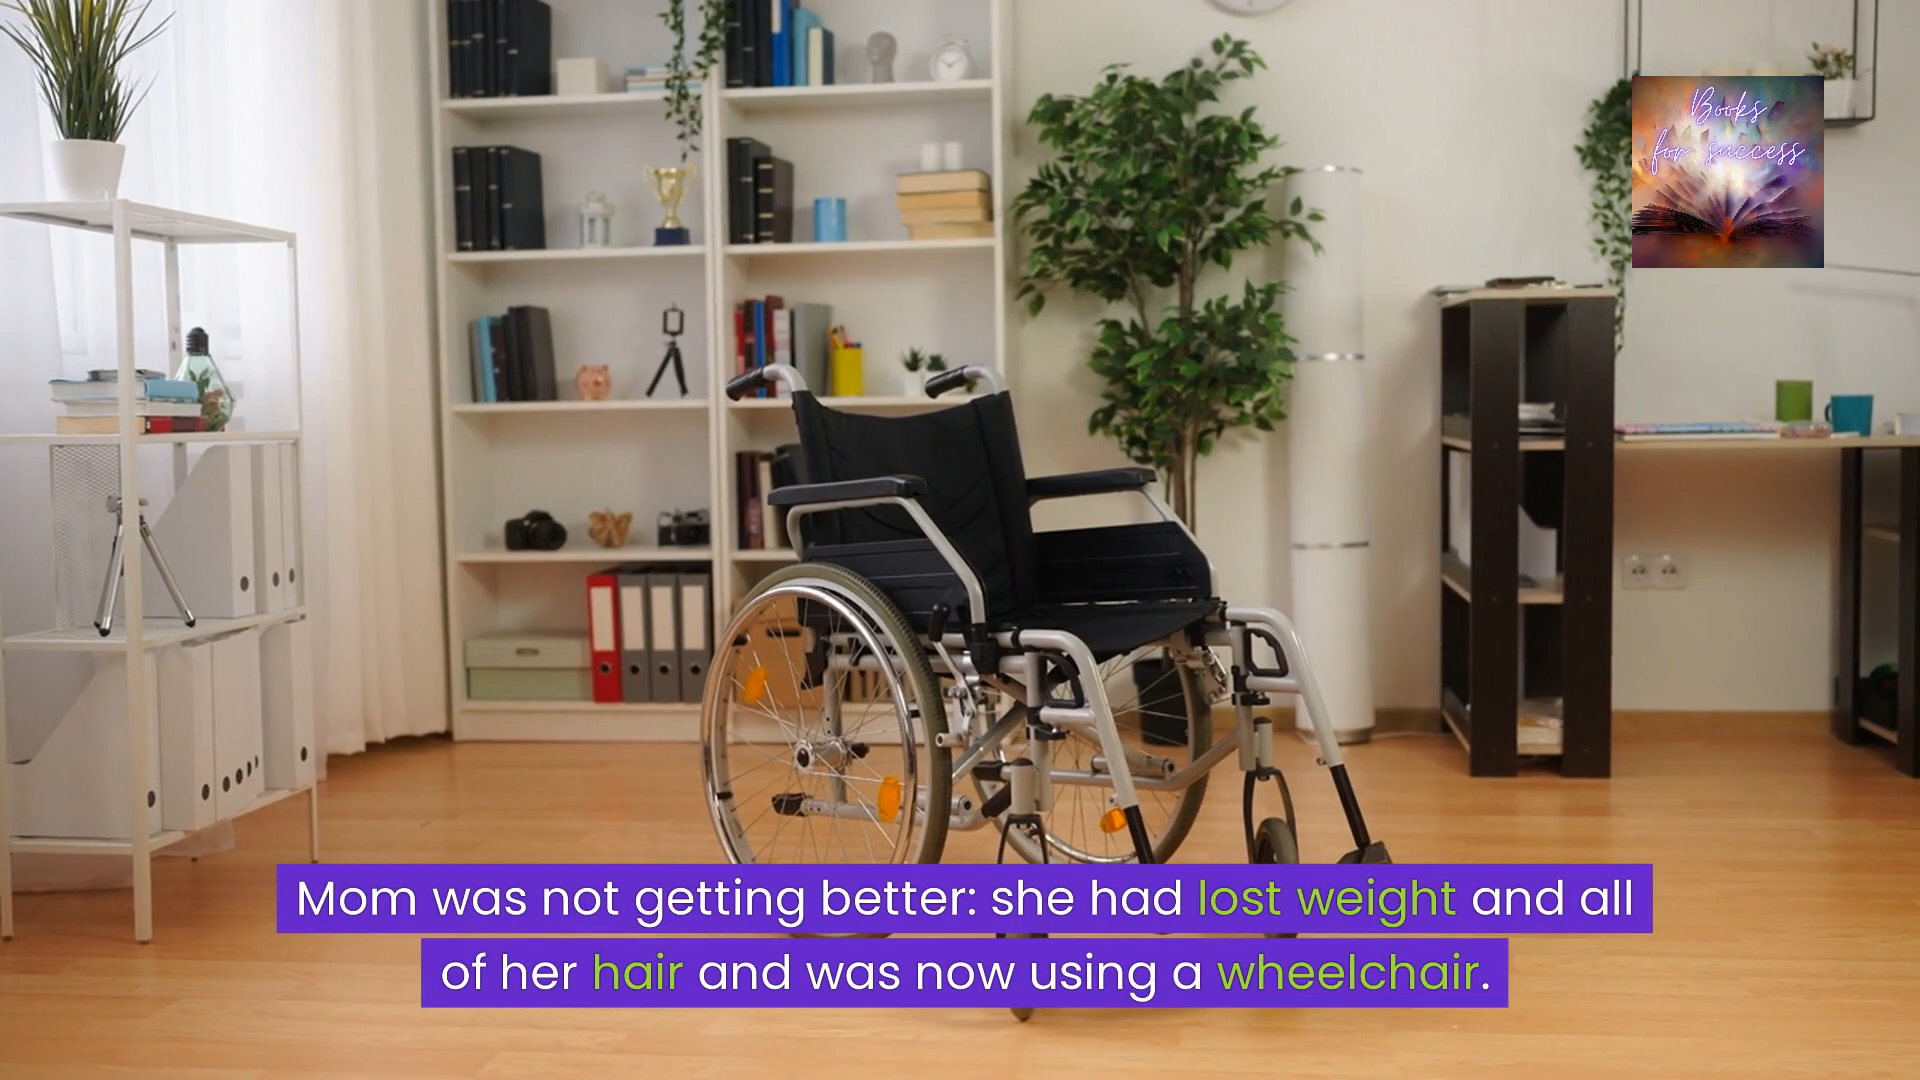 Books
for success
Mom was not getting better: she had lost weight and all
of her hair and was now using a wheelchair.